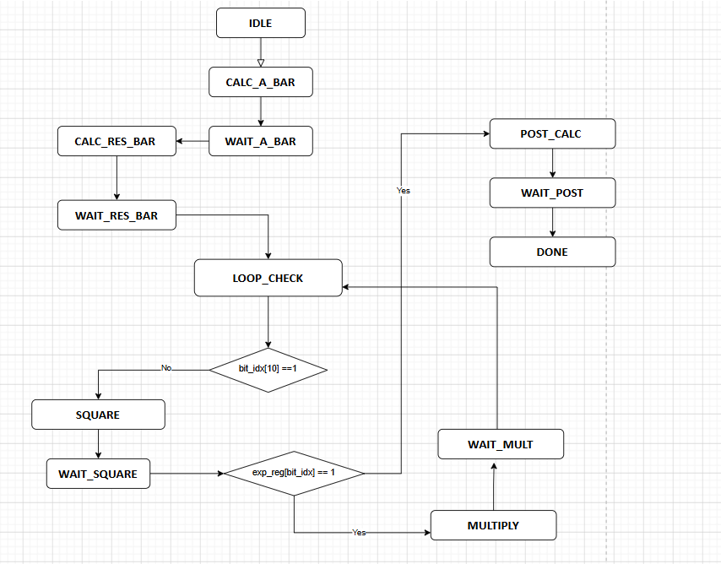 IDLE
CALC_A_BAR
CALC_RES_BAR
WAIT_A_BAR
WAIT_RES_BAR
LOOP_CHECK
bit_idx[10] ==1
No
SQUARE
WAIT_SQUARE
exp_reg[bit_idx] == 1
Yes
MULTIPLY
WAIT_MULT
Yes
POST_CALC
WAIT_POST
DONE